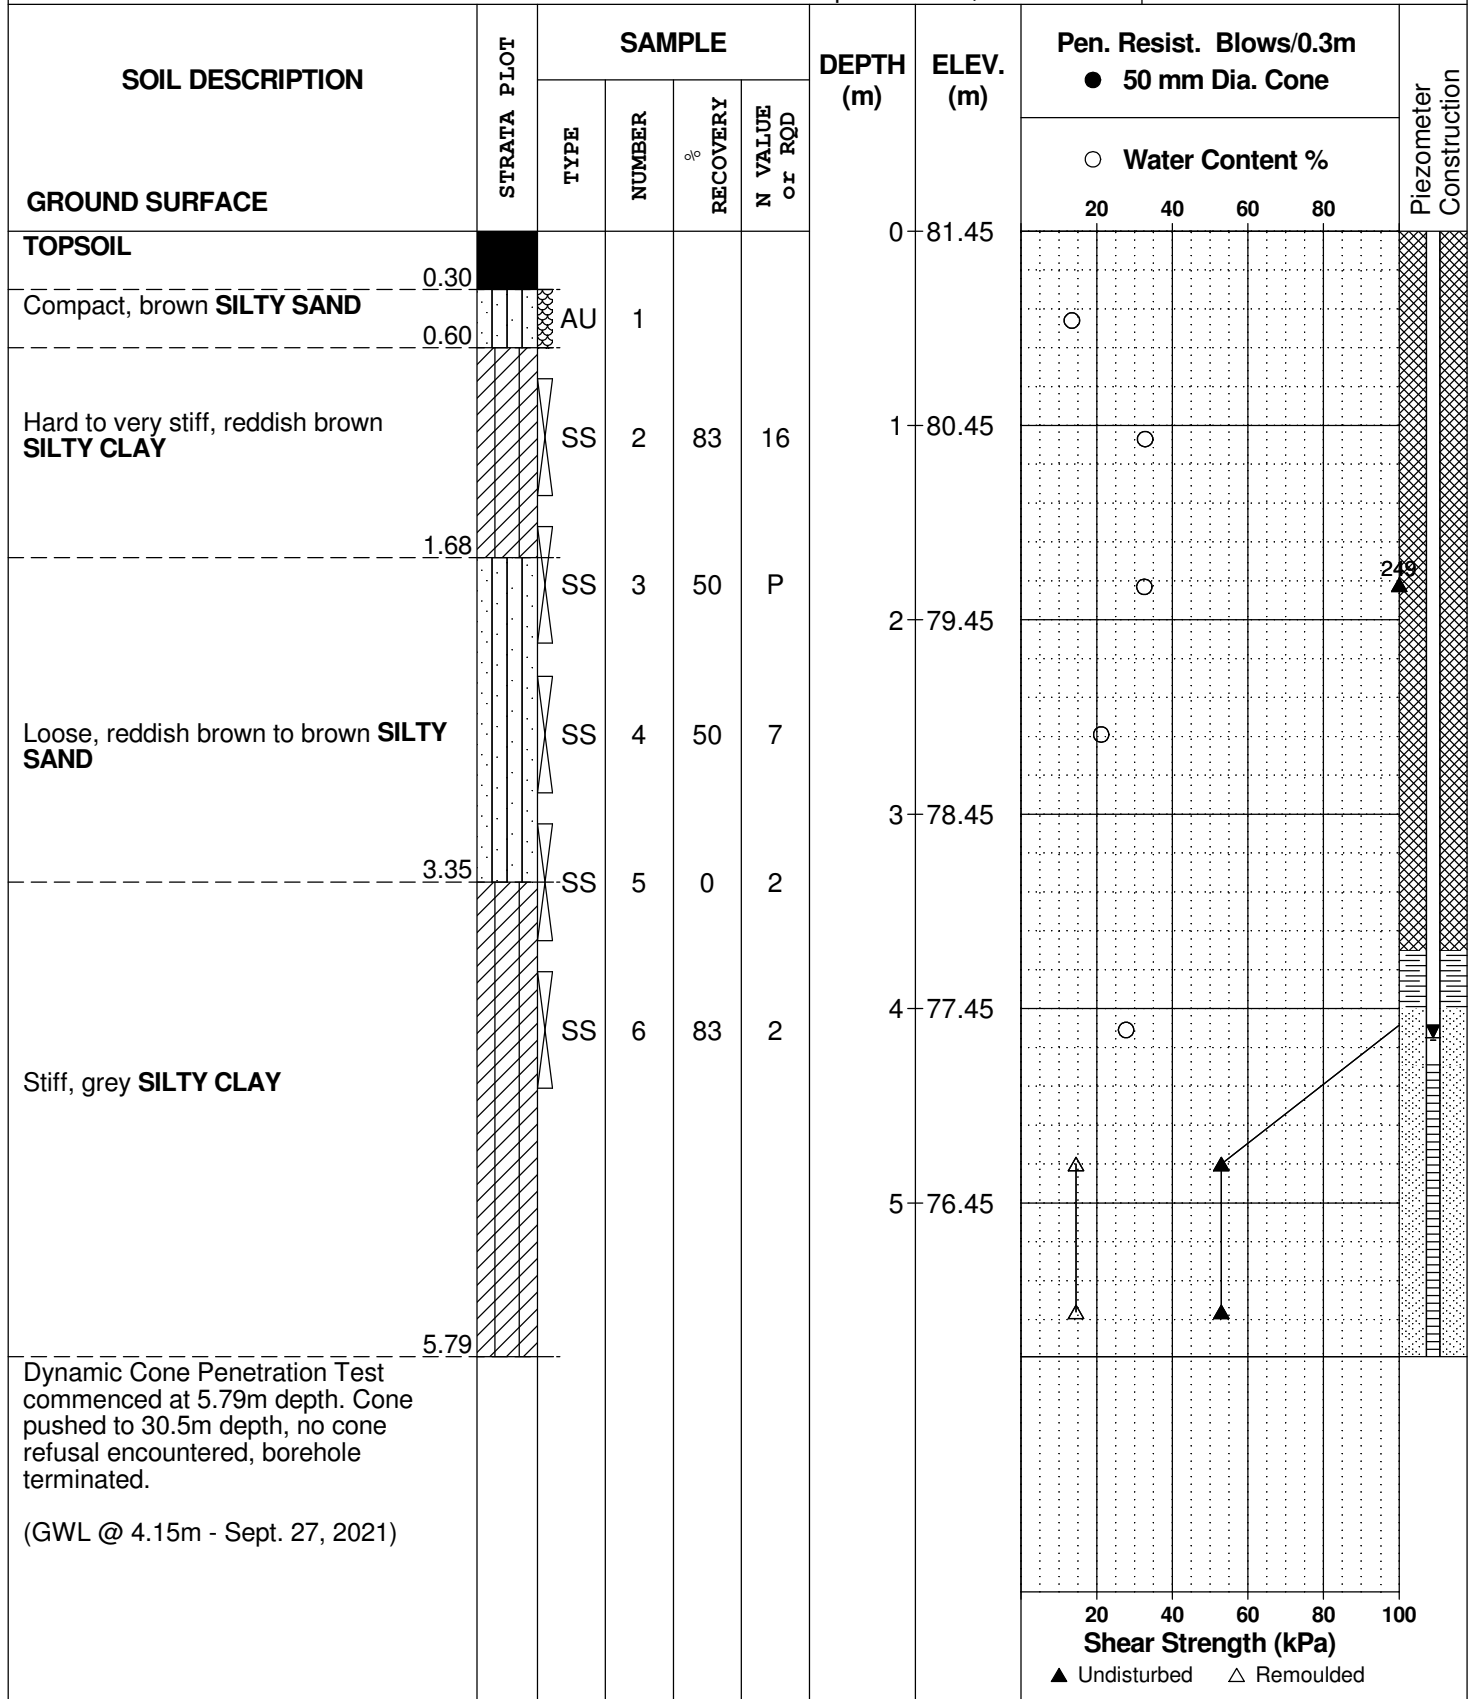 SOIL DESCRIPTION
GROUND SURFACE
STRATA PLOT
SAMPLE
TYPE
NUMBER
% RECOVERY
N VALUE
or RQD
DEPTH
(m)
ELEV.
(m)
Pen. Resist. Blows/0.3m
● 50 mm Dia. Cone
○ Water Content %
20 40 60 80
Piezometer
Construction
0 81.45
TOPSOIL
0.30
Compact, brown SILTY SAND
0.60
AU 1
Hard to very stiff, reddish brown
SILTY CLAY
SS 2 83 16
1 80.45
1.68
249
SS 3 50 P
2 79.45
Loose, reddish brown to brown SILTY
SAND
SS 4 50 7
3 78.45
3.35
SS 5 0 2
4 77.45
SS 6 83 2
Stiff, grey SILTY CLAY
5 76.45
5.79
Dynamic Cone Penetration Test
commenced at 5.79m depth. Cone
pushed to 30.5m depth, no cone
refusal encountered, borehole
terminated.
(GWL @ 4.15m - Sept. 27, 2021)
20 40 60 80 100
Shear Strength (kPa)
▲ Undisturbed △ Remoulded